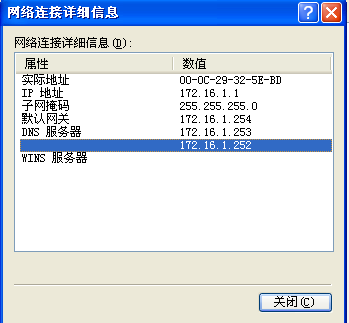 网络连接详细信息
网络连接详细信息(D):
属性 数值
实际地址 00-0C-29-32-5E-BD
IP 地址 172.16.1.1
子网掩码 255.255.255.0
默认网关 172.16.1.254
DNS 服务器 172.16.1.253
172.16.1.252
WINS 服务器
关闭(C)